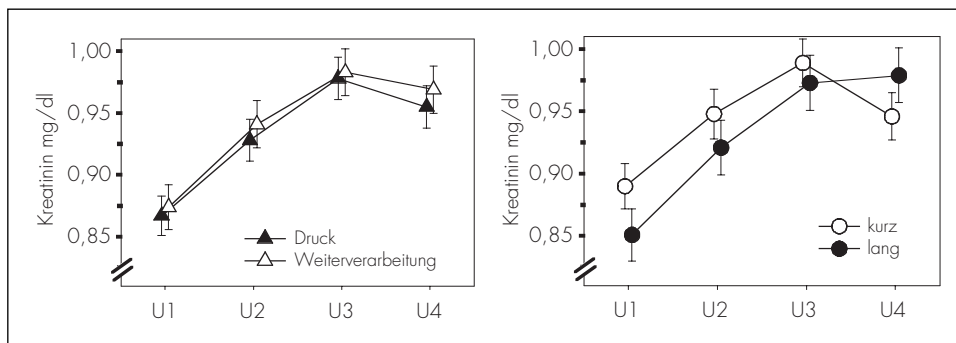 Kreatinin mg/dl
1,00
0,95
0,90
0,85
Druck
Weiterverarbeitung
U1 U2 U3 U4
Kreatinin mg/dl
1,00
0,95
0,90
0,85
kurz
lang
U1 U2 U3 U4